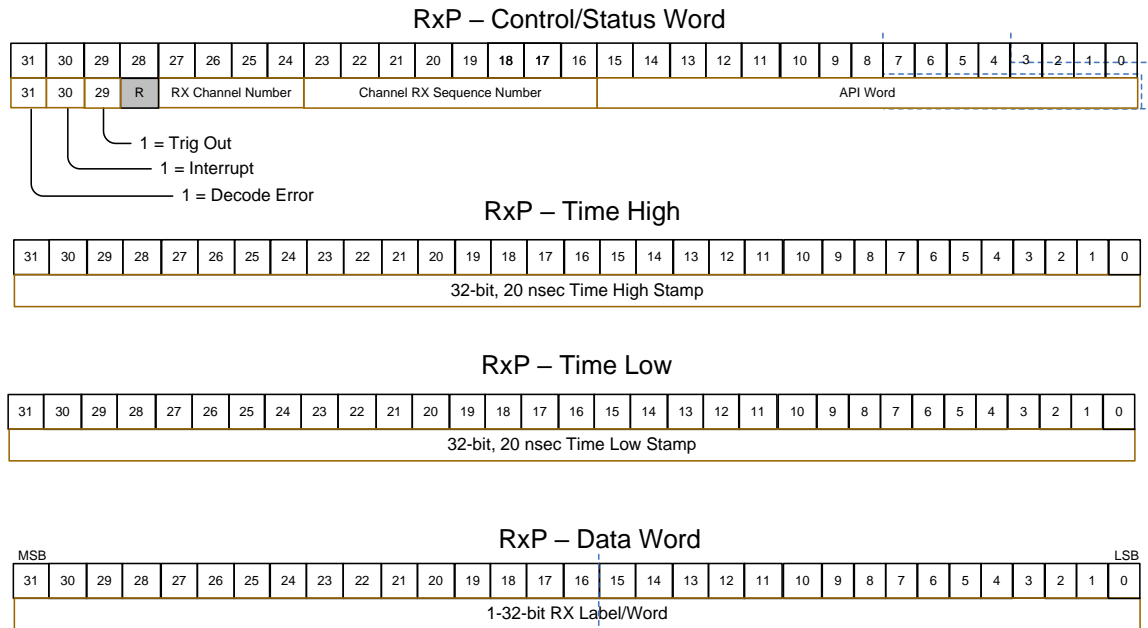 RxP – Control/Status Word
31 30 29 28 27 26 25 24 23 22 21 20 19 18 17 16 15 14 13 12 11 10 9 8 7 6 5 4 3 2 1 0
31 30 29 R RX Channel Number Channel RX Sequence Number API Word
1 = Trig Out
1 = Interrupt
1 = Decode Error
RxP – Time High
31 30 29 28 27 26 25 24 23 22 21 20 19 18 17 16 15 14 13 12 11 10 9 8 7 6 5 4 3 2 1 0
32-bit, 20 nsec Time High Stamp
RxP – Time Low
31 30 29 28 27 26 25 24 23 22 21 20 19 18 17 16 15 14 13 12 11 10 9 8 7 6 5 4 3 2 1 0
32-bit, 20 nsec Time Low Stamp
RxP – Data Word
MSB LSB
31 30 29 28 27 26 25 24 23 22 21 20 19 18 17 16 15 14 13 12 11 10 9 8 7 6 5 4 3 2 1 0
1-32-bit RX Label/Word